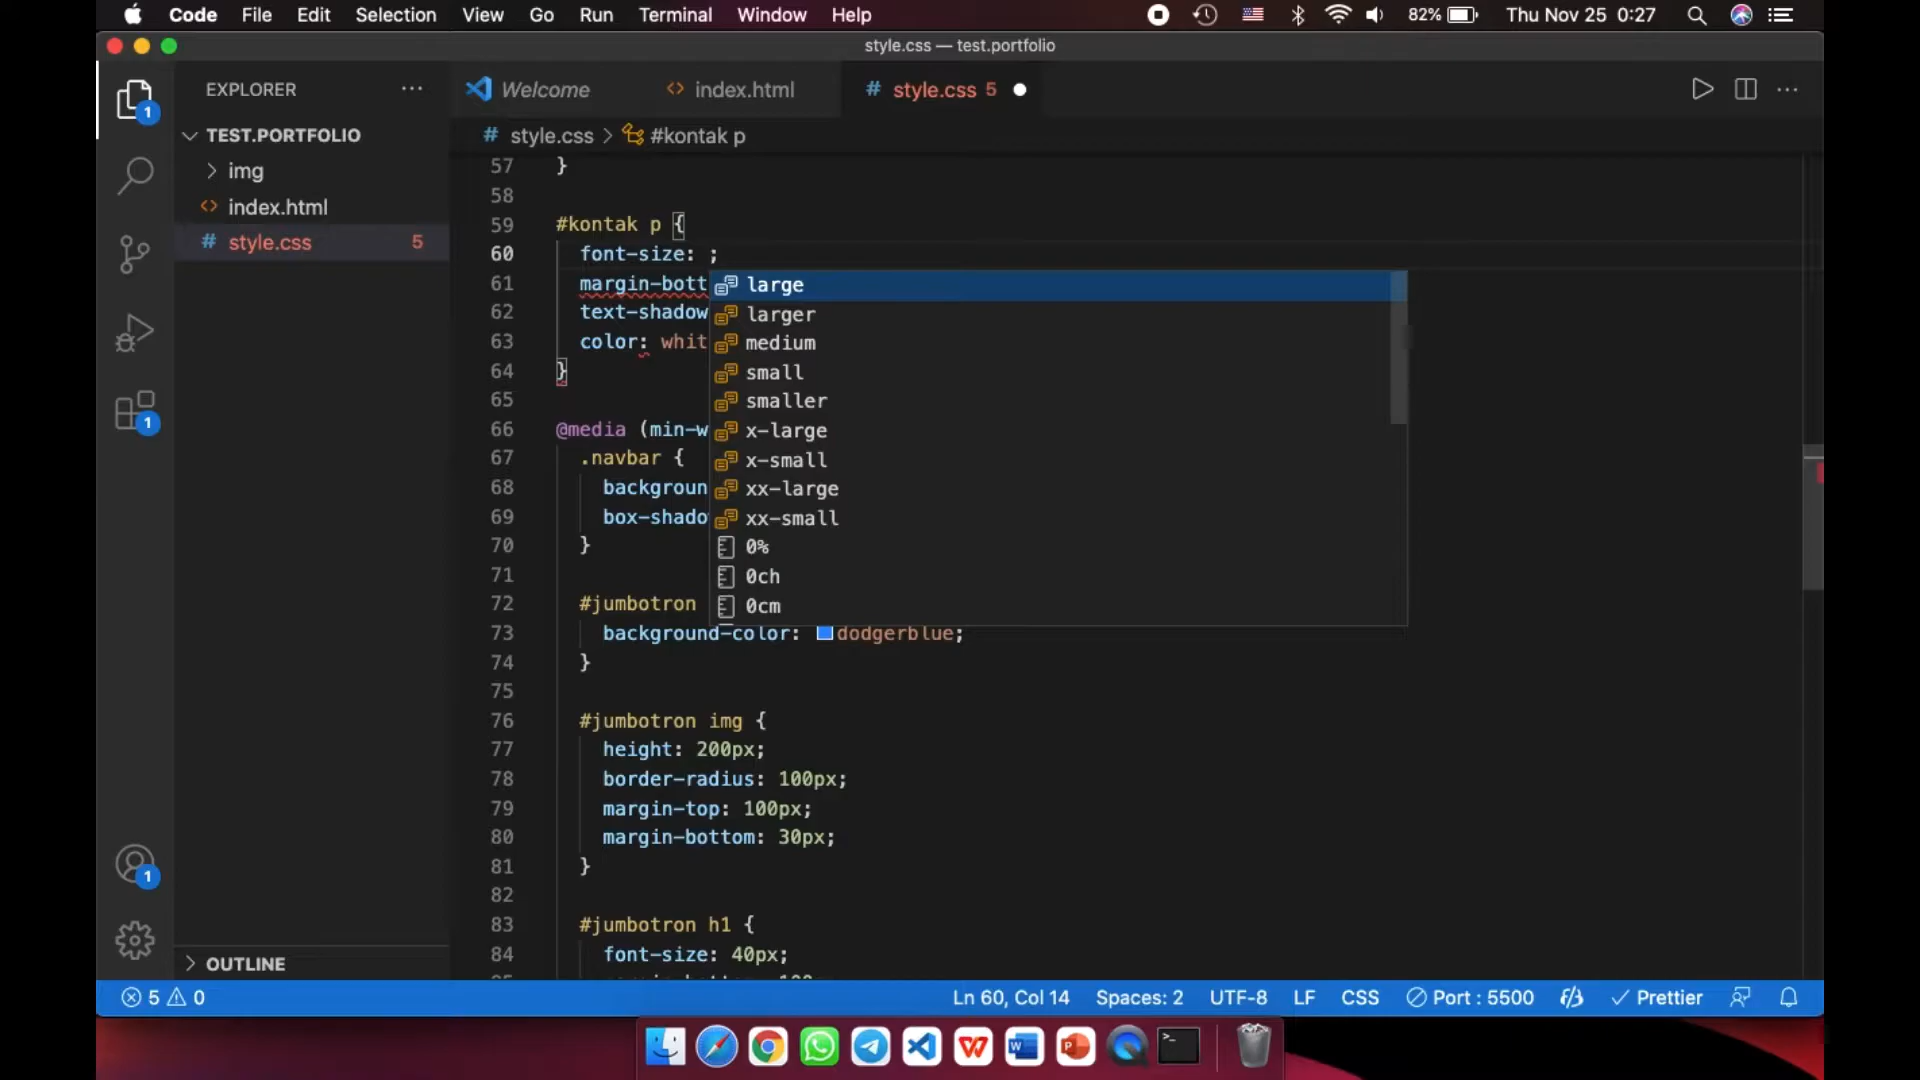 Code File Edit Selection View Go Run Terminal Window Help 82% Thu Nov 25 0:27
style.css — test.portfolio
EXPLORER ··· Welcome <> index.html # style.css 5 ···
TEST.PORTFOLIO # style.css > #kontak p
img
<> index.html
# style.css 5
57 }
58
59 #kontak p {
60 font-size: ;
61 margin-bott
62 text-shadow
63 color: whit
64 }
65
66 @media (min-w
67 .navbar {
68 backgroun
69 box-shado
70 }
71
72 #jumbotron
73 background-color: dodgerblue;
74 }
75
76 #jumbotron img {
77 height: 200px;
78 border-radius: 100px;
79 margin-top: 100px;
80 margin-bottom: 30px;
81 }
82
83 #jumbotron h1 {
84 font-size: 40px;
large
larger
medium
small
smaller
x-large
x-small
xx-large
xx-small
0%
0ch
0cm
1
1
1
OUTLINE
5 0 Ln 60, Col 14 Spaces: 2 UTF-8 LF CSS Port : 5500 Prettier